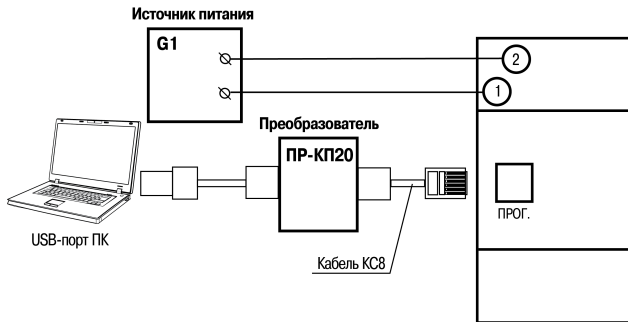 Источник питания
G1
2
1
Преобразователь
ПР-КП20
ПРОГ.
USB-порт ПК
Кабель КС8